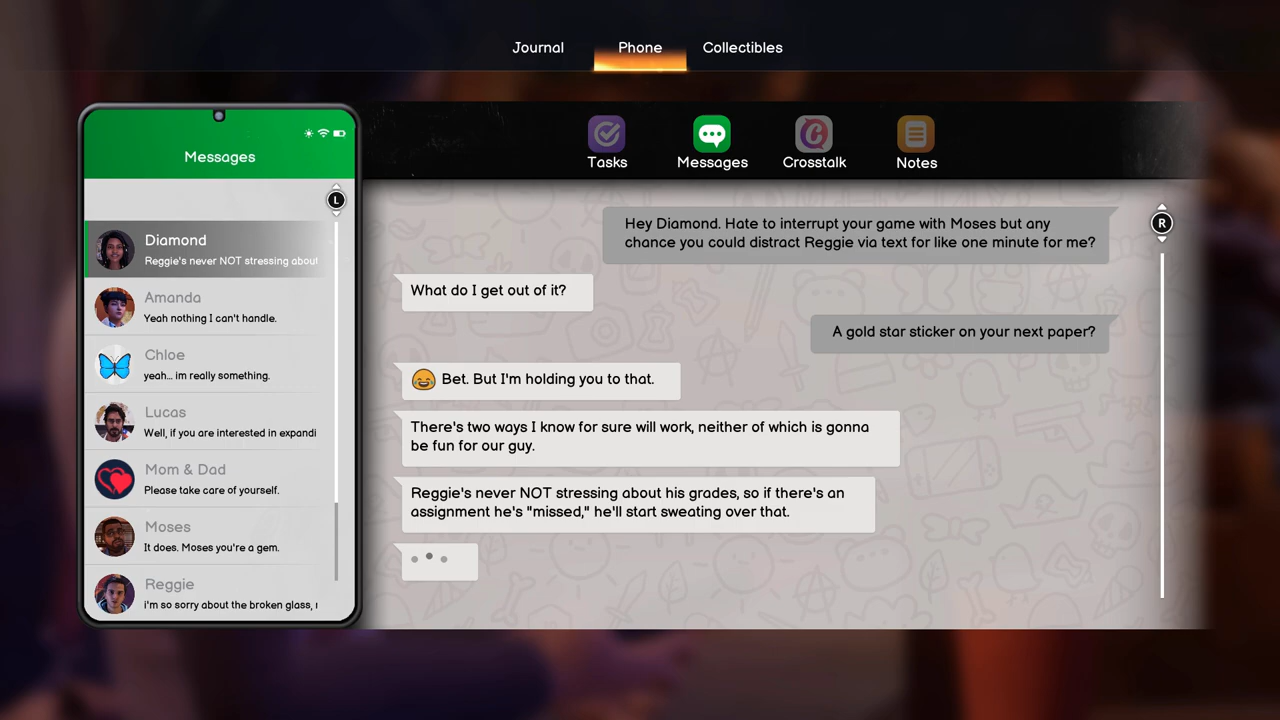 Journal
Phone
Collectibles
Messages
Tasks
Messages
Crosstalk
Notes
L
R
Diamond
Reggie's never NOT stressing about
Amanda
Yeah nothing I can't handle.
Chloe
yeah... im really something.
Lucas
Well, if you are interested in expandi
Mom & Dad
Please take care of yourself.
Moses
It does. Moses you're a gem.
Reggie
i'm so sorry about the broken glass,
Hey Diamond. Hate to interrupt your game with Moses but any
chance you could distract Reggie via text for like one minute for me?
What do I get out of it?
A gold star sticker on your next paper?
😂 Bet. But I'm holding you to that.
There's two ways I know for sure will work, neither of which is gonna
be fun for our guy.
Reggie's never NOT stressing about his grades, so if there's an
assignment he's "missed," he'll start sweating over that.